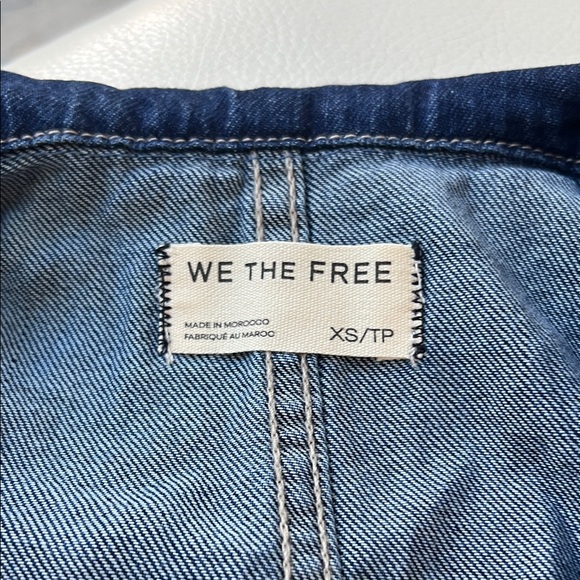 WE THE FREE
MADE IN MOROCCO
FABRIQUÉ AU MAROC
XS/TP